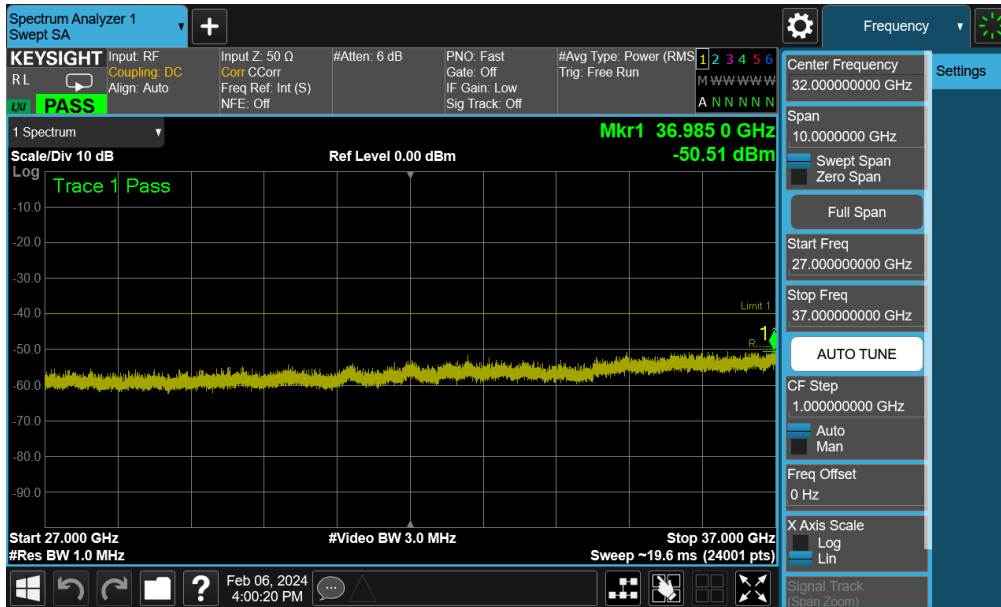 Spectrum Analyzer 1
Swept SA
+
Frequency
KEYSIGHT
RL
LXI PASS
Input: RF
Coupling: DC
Align: Auto
Input Z: 50 Ω
Corr CCorr
Freq Ref: Int (S)
NFE: Off
#Atten: 6 dB
PNO: Fast
Gate: Off
IF Gain: Low
Sig Track: Off
#Avg Type: Power (RMS
Trig: Free Run
1 2 3 4 5 6
M W W W W W
A N N N N N
1 Spectrum
Scale/Div 10 dB
Log
Ref Level 0.00 dBm
Mkr1 36.985 0 GHz
-50.51 dBm
Trace 1 Pass
-10.0
-20.0
-30.0
-40.0
-50.0
-60.0
-70.0
-80.0
-90.0
Limit 1
1
R...
Start 27.000 GHz
#Res BW 1.0 MHz
#Video BW 3.0 MHz
Stop 37.000 GHz
Sweep ~19.6 ms (24001 pts)
?
Feb 06, 2024
4:00:20 PM
Center Frequency
32.000000000 GHz
Span
10.0000000 GHz
Swept Span
Zero Span
Full Span
Start Freq
27.000000000 GHz
Stop Freq
37.000000000 GHz
AUTO TUNE
CF Step
1.000000000 GHz
Auto
Man
Freq Offset
0 Hz
X Axis Scale
Log
Lin
Signal Track
(Span Zoom)
Settings